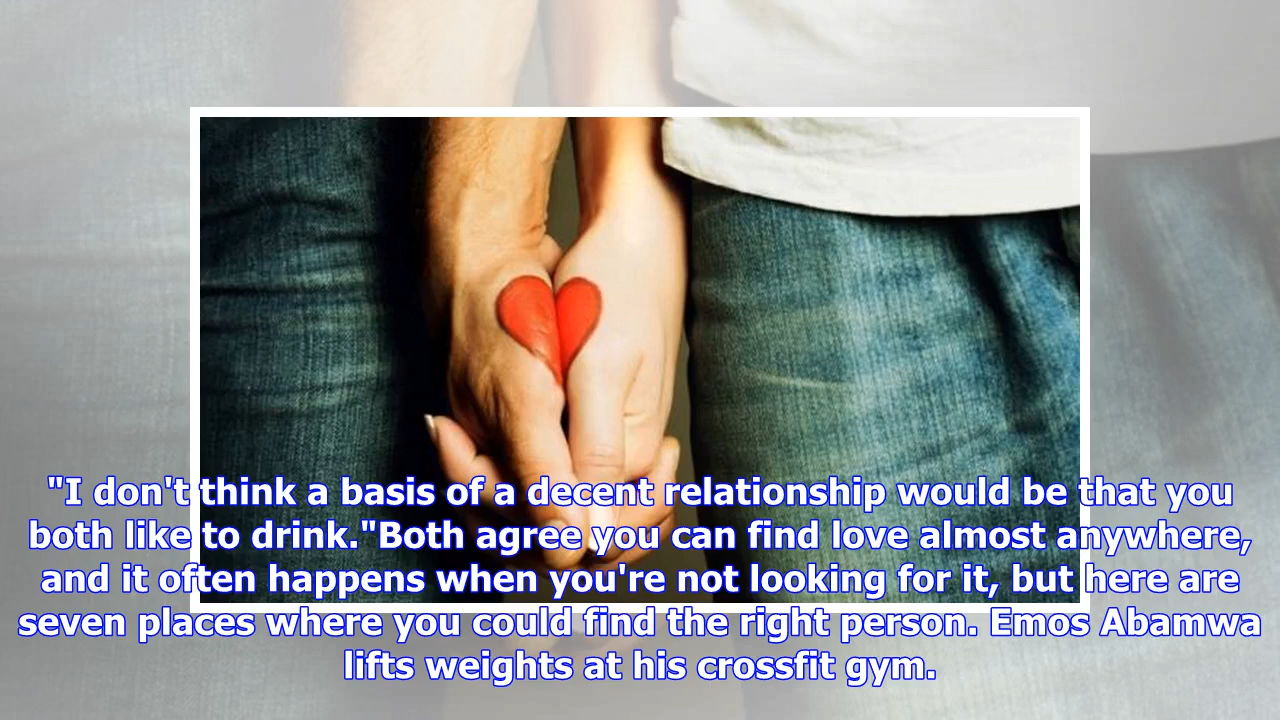 "I don't think a basis of a decent relationship would be that you
both like to drink."Both agree you can find love almost anywhere,
and it often happens when you're not looking for it, but here are
seven places where you could find the right person. Emos Abamwa
lifts weights at his crossfit gym.